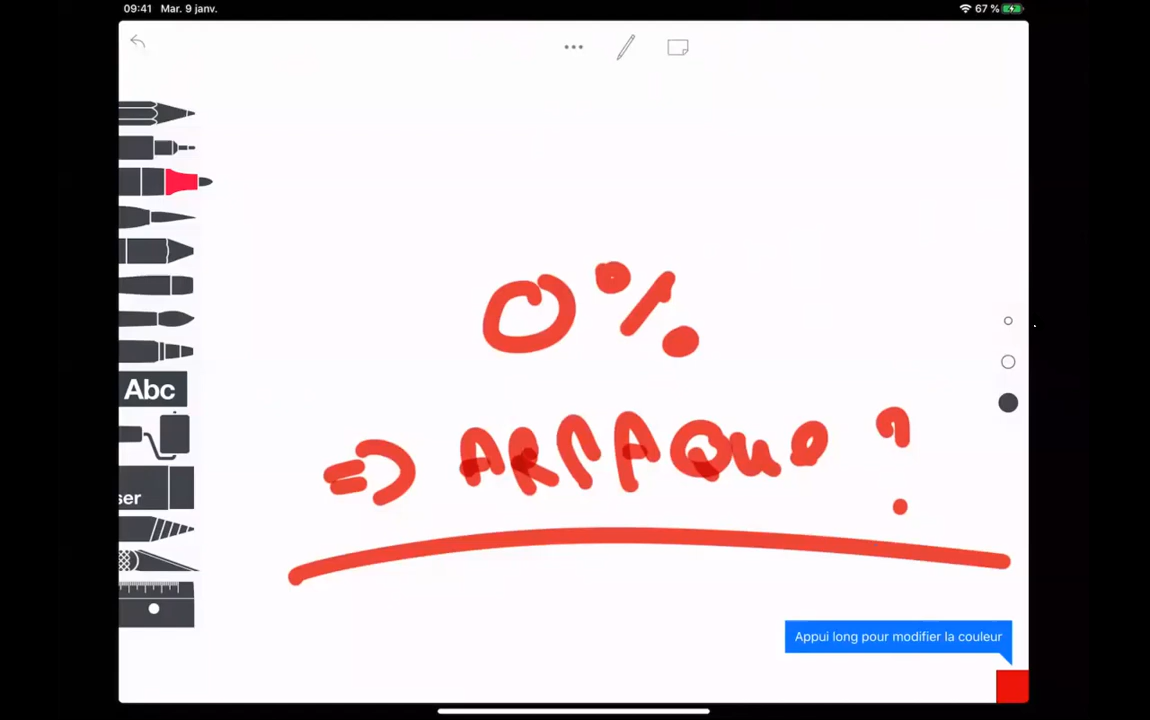 09:41 Mar. 9 janv.
67 %
0%
=> ARNAQUE ?
Abc
ser
Appui long pour modifier la couleur